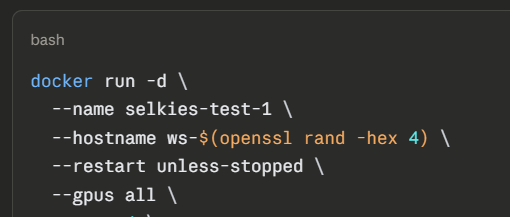 bash
docker run -d \
--name selkies-test-1 \
--hostname ws-$(openssl rand -hex 4) \
--restart unless-stopped \
--gpus all \